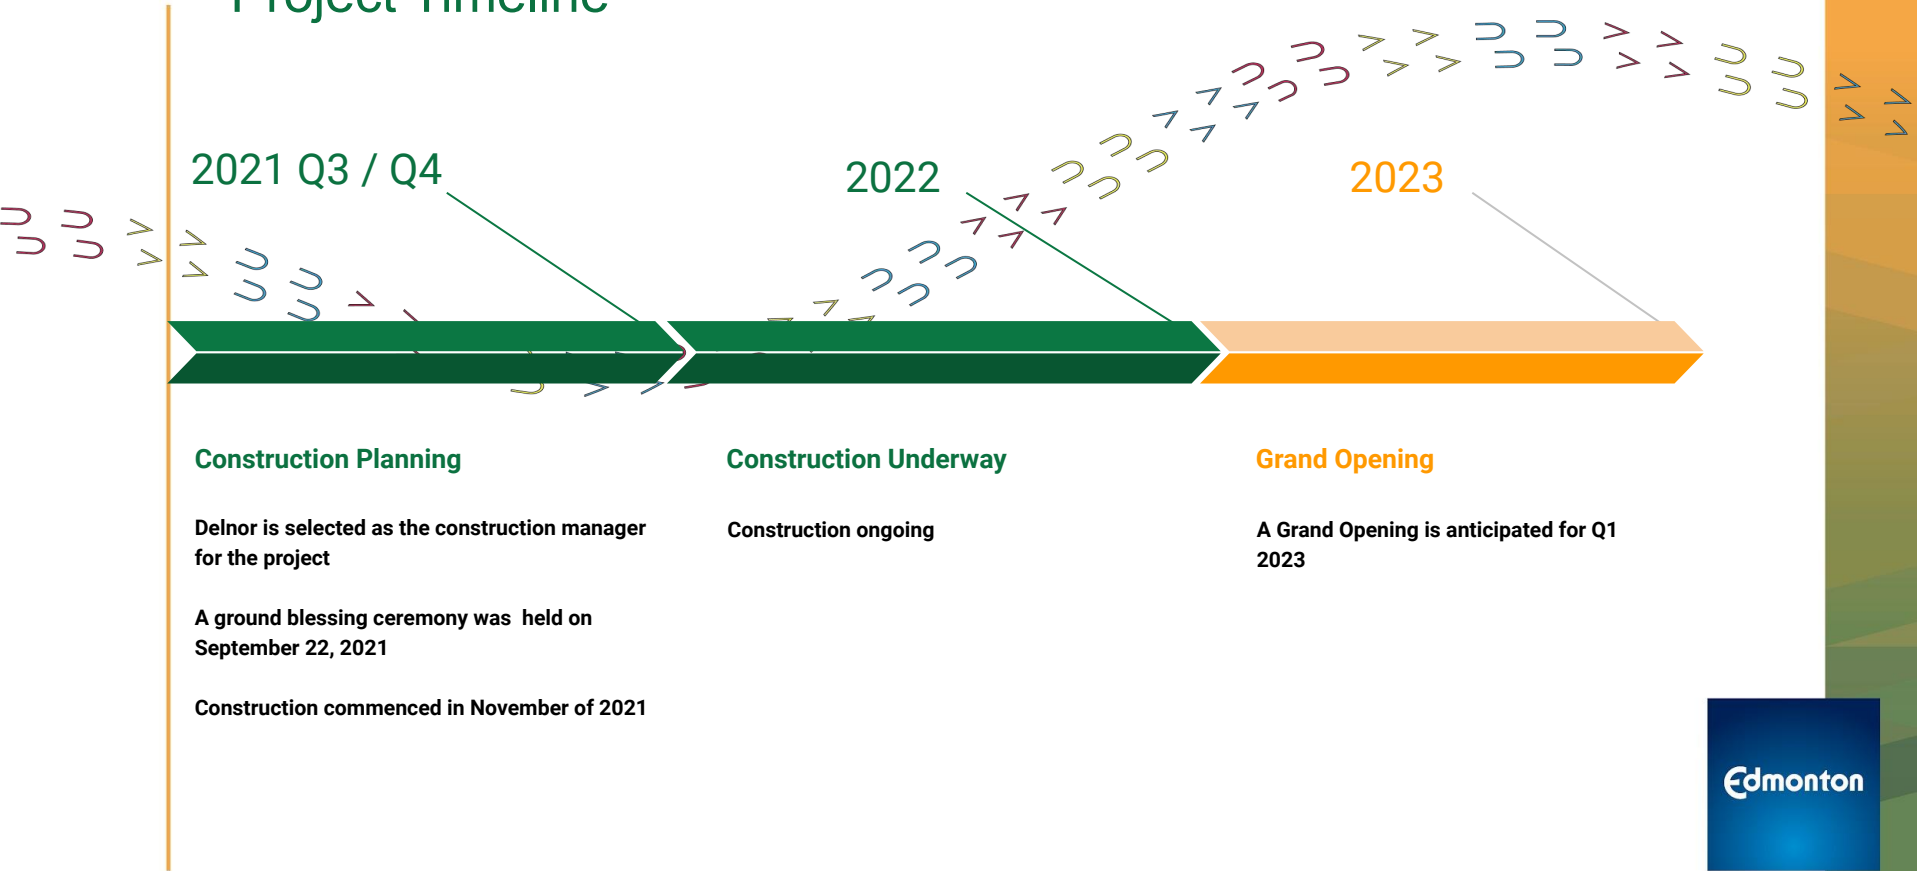 Project Timeline
2021 Q3 / Q4
2022
2023
Construction Planning
Delnor is selected as the construction manager
for the project
A ground blessing ceremony was  held on
September 22, 2021
Construction commenced in November of 2021
Construction Underway
Construction ongoing
Grand Opening
A Grand Opening is anticipated for Q1
2023
Edmonton